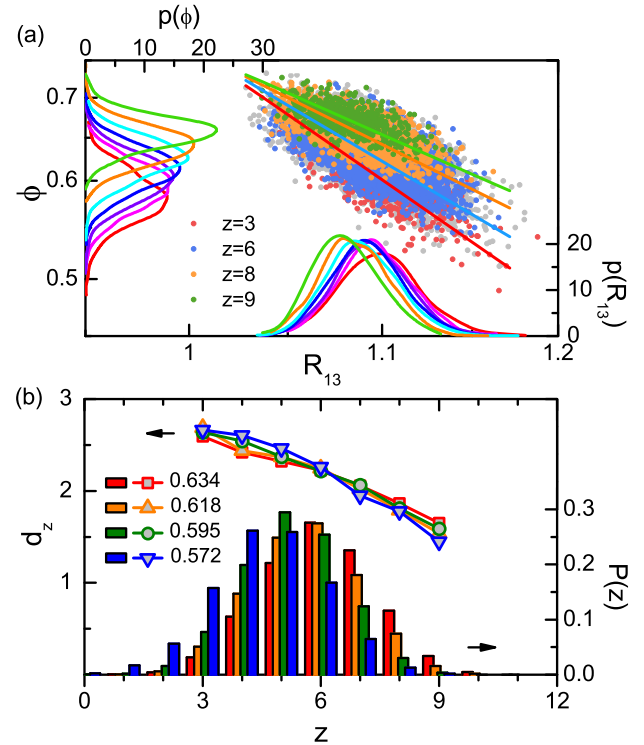 p(ϕ)
(a) 0 10 20 30
0.7
0.6
0.5
ϕ
z=3
z=6
z=8
z=9
20
15
10
5
0
p(R13)
1 1.1 1.2
R13
(b) 3
2
1
dz
0.634
0.618
0.595
0.572
0.3
0.2
0.1
0.0
P(z)
0 3 6 9 12
z